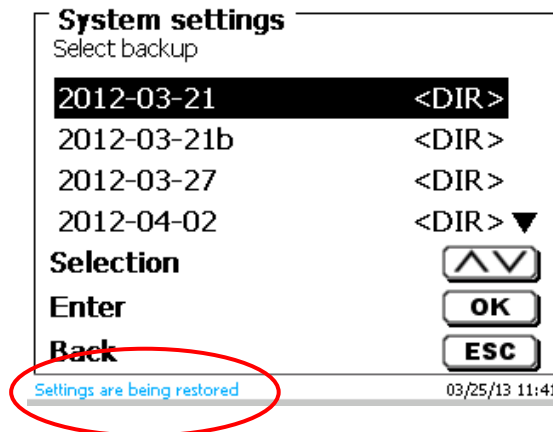 System settings
Select backup
2012-03-21 <DIR>
2012-03-21b <DIR>
2012-03-27 <DIR>
2012-04-02 <DIR>
Selection
Enter OK
Back ESC
Settings are being restored 03/25/13 11:41